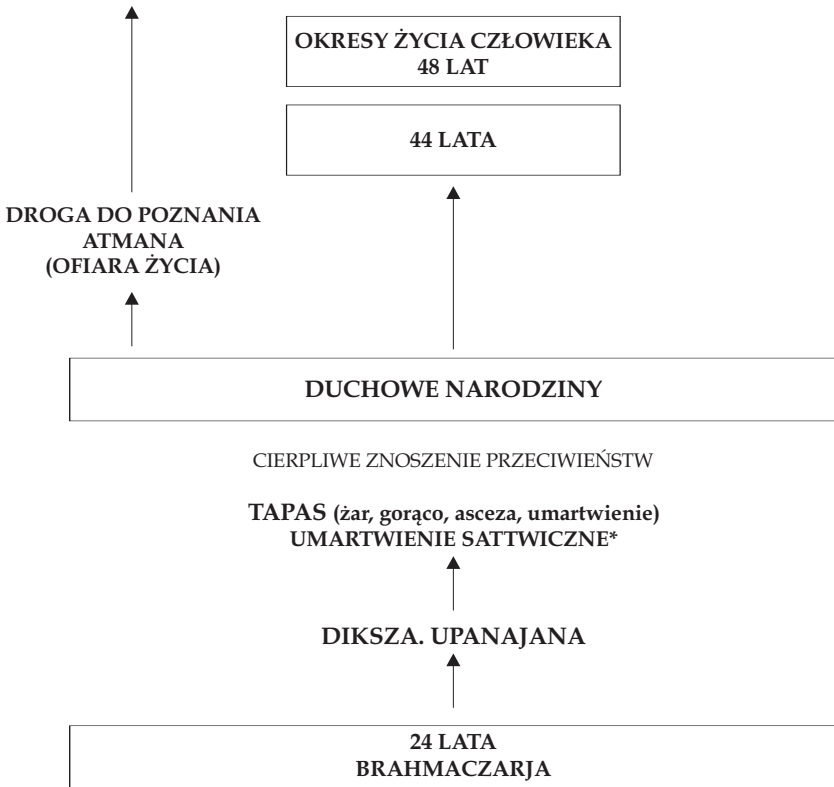 OKRESY ŻYCIA CZŁOWIEKA
48 LAT
44 LATA
DROGA DO POZNANIA
ATMANA
(OFIARA ŻYCIA)
DUCHOWE NARODZINY
CIERPLIWE ZNOSZENIE PRZECIWIEŃSTW
TAPAS (żar, gorąco, asceza, umartwienie)
UMARTWIENIE SATTWICZNE*
DIKSZA. UPANAJANA
24 LATA
BRAHMACZARJA